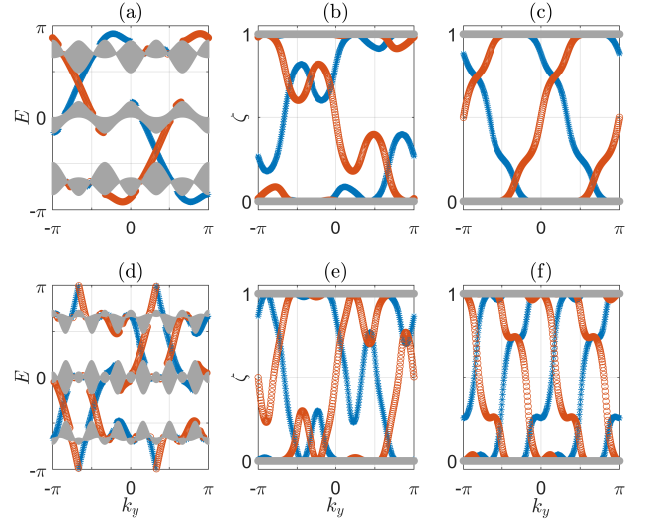 (a) (b) (c)
π 1 1
E 0 ζ
-π 0 0
-π 0 π -π 0 π -π 0 π
(d) (e) (f)
π 1 1
E 0 ζ
-π 0 0
-π 0 π -π 0 π -π 0 π
k_y k_y k_y